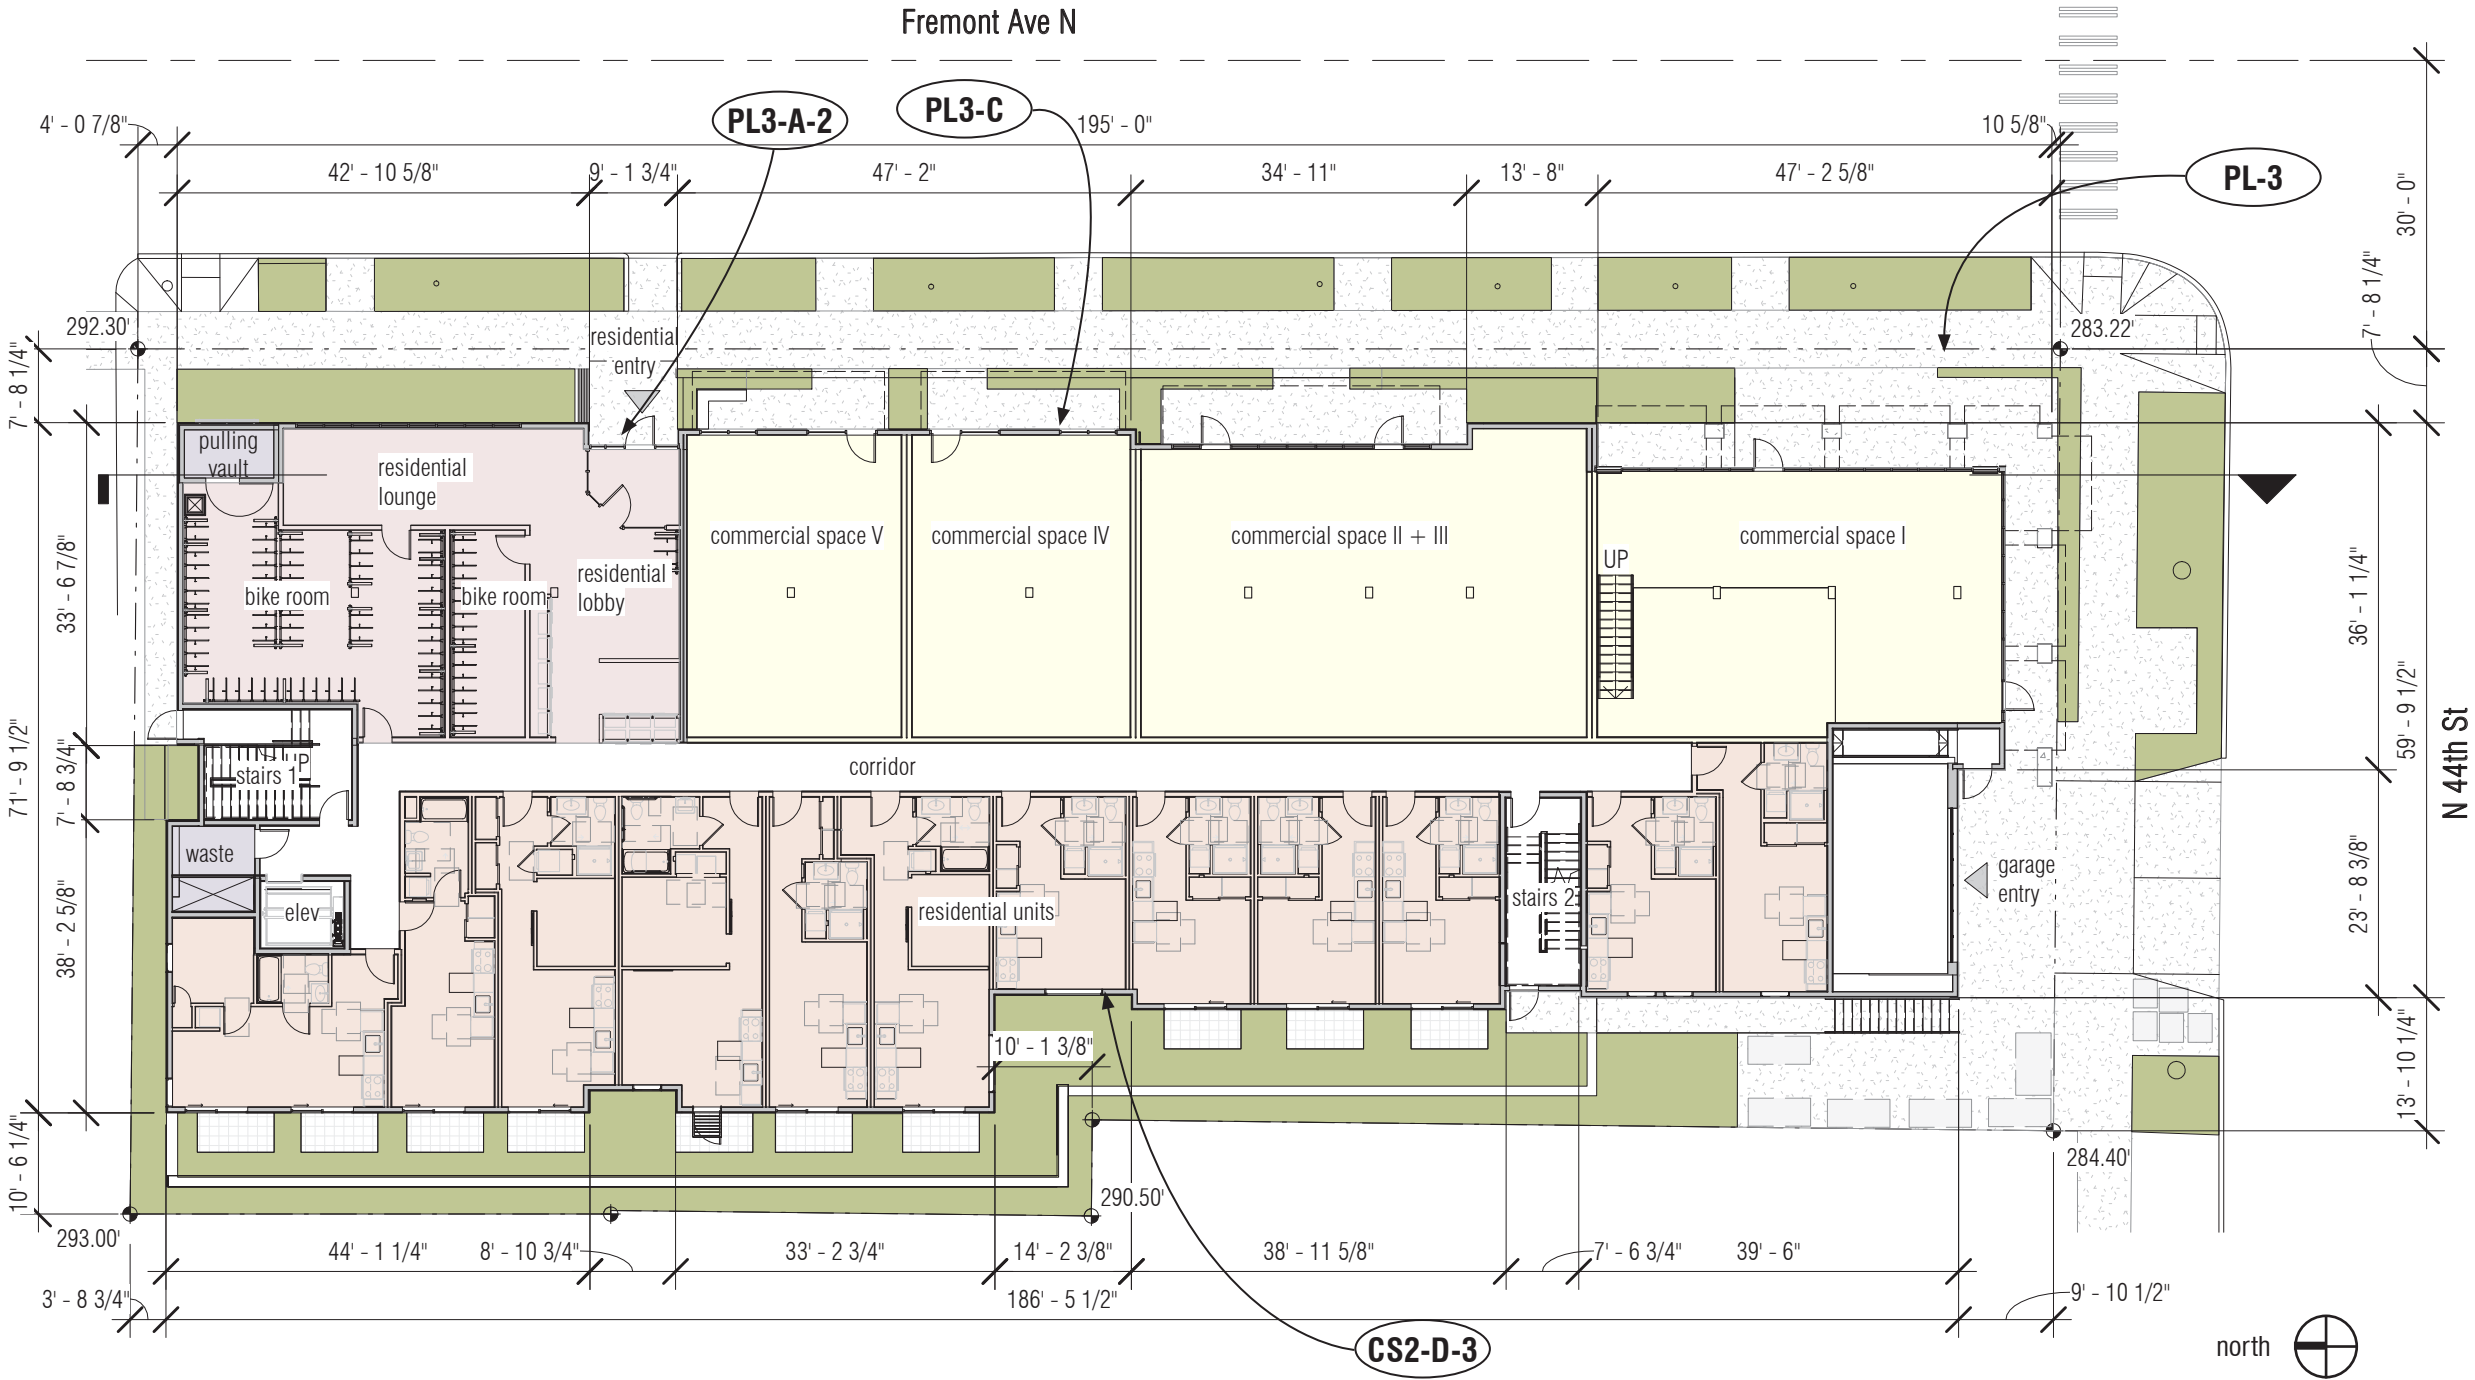 Fremont Ave N
PL3-A-2
PL3-C
PL-3
4' - 0 7/8"
195' - 0"
10 5/8"
42' - 10 5/8"
9' - 1 3/4"
47' - 2"
34' - 11"
13' - 8"
47' - 2 5/8"
30' - 0"
7' - 8 1/4"
292.30'
283.22'
residential
entry
7' - 8 1/4"
pulling
vault
residential
lounge
commercial space V
commercial space IV
commercial space II + III
commercial space I
UP
33' - 6 7/8"
bike room
bike room
residential
lobby
36' - 1 1/4"
59' - 9 1/2"
N 44th St
71' - 9 1/2"
7' - 8 3/4"
UP
stairs 1
corridor
waste
elev
residential units
stairs 2
garage
entry
38' - 2 5/8"
23' - 8 3/8"
10' - 1 3/8"
13' - 10 1/4"
10' - 6 1/4"
284.40'
290.50'
293.00'
44' - 1 1/4"
8' - 10 3/4"
33' - 2 3/4"
14' - 2 3/8"
38' - 11 5/8"
7' - 6 3/4"
39' - 6"
3' - 8 3/4"
186' - 5 1/2"
9' - 10 1/2"
CS2-D-3
north